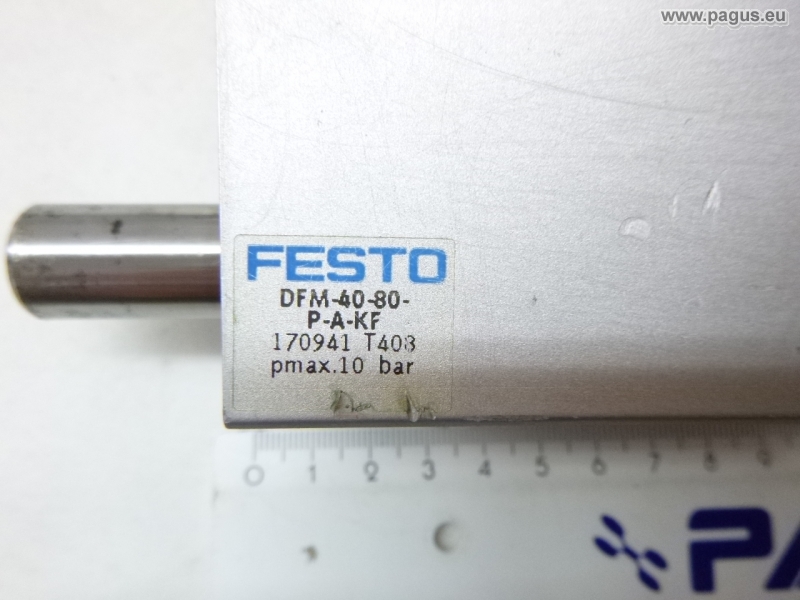 www.pagus.eu
FESTO
DFM-40-80-
P-A-KF
170941 T408
pmax.10 bar
0 1 2 3 4 5 6 7 8 9
PA